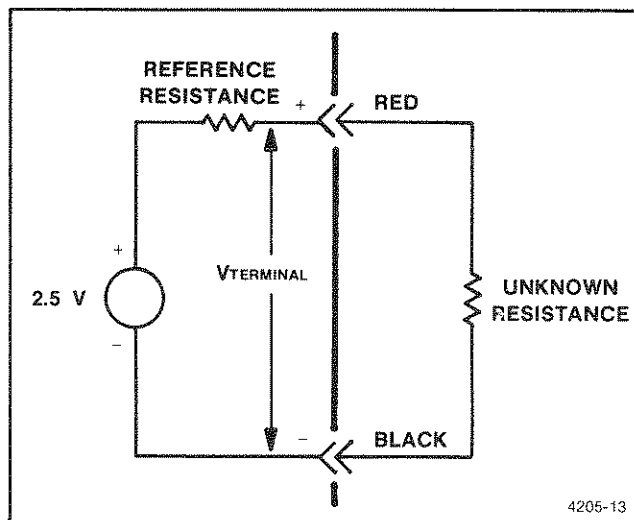 REFERENCE
RESISTANCE
+
RED
+
VTERMINAL
2.5 V
UNKNOWN
RESISTANCE
−
−
BLACK
4205-13